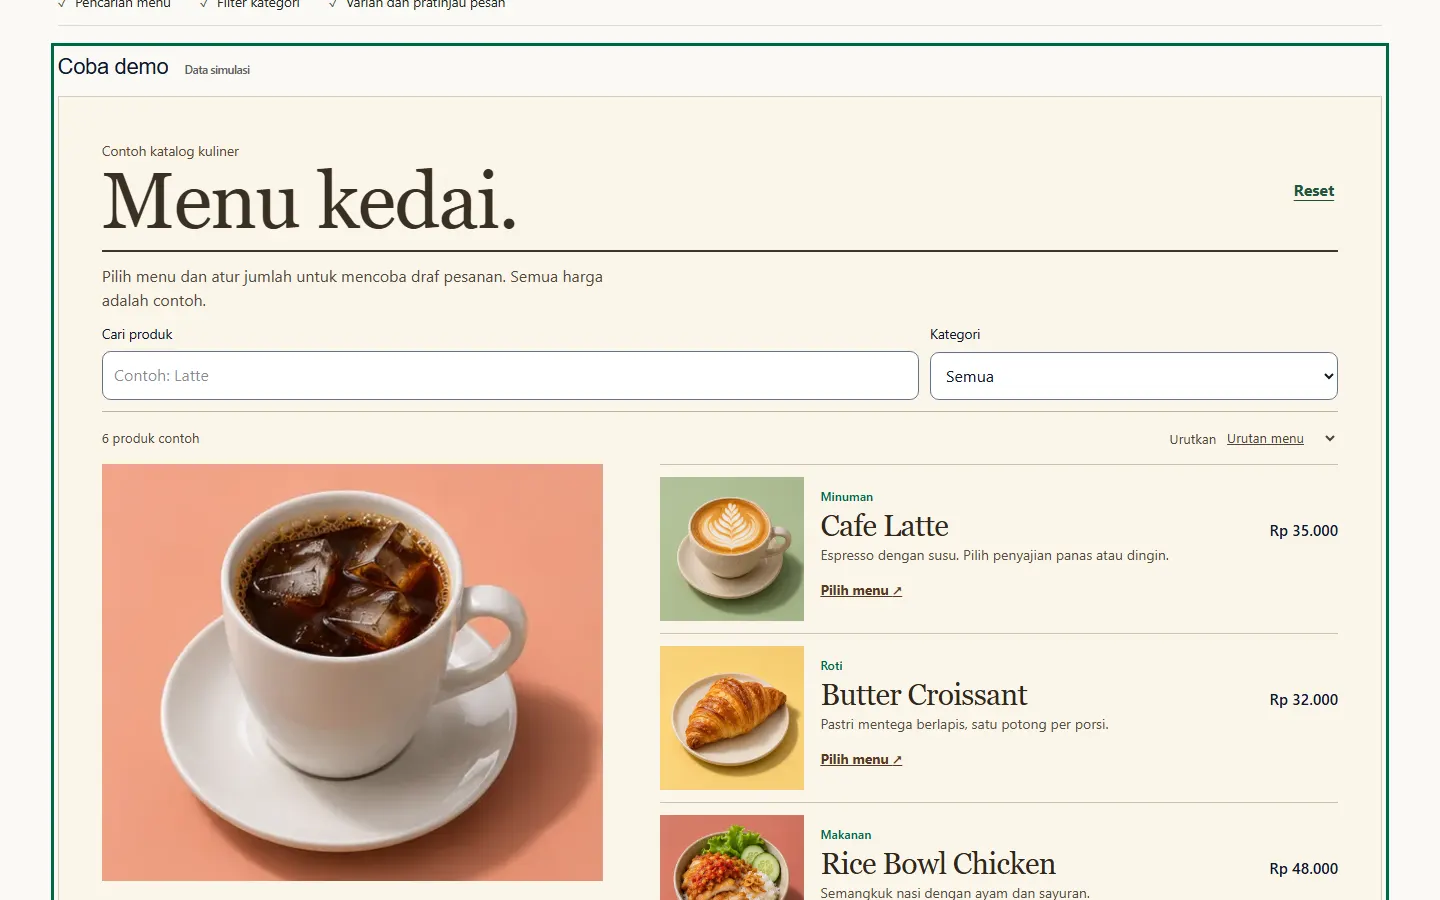 ✓ Pencarian menu ✓ Filter kategori ✓ Varian dan pratinjau pesan
Coba demo Data simulasi
Contoh katalog kuliner
Menu kedai.
Reset
Pilih menu dan atur jumlah untuk mencoba draf pesanan. Semua harga
adalah contoh.
Cari produk
Contoh: Latte
Kategori
Semua
6 produk contoh
Urutkan Urutan menu
Minuman
Cafe Latte
Espresso dengan susu. Pilih penyajian panas atau dingin.
Pilih menu ↗
Rp 35.000
Roti
Butter Croissant
Pastri mentega berlapis, satu potong per porsi.
Pilih menu ↗
Rp 32.000
Makanan
Rice Bowl Chicken
Semangkuk nasi dengan ayam dan sayuran.
Rp 48.000